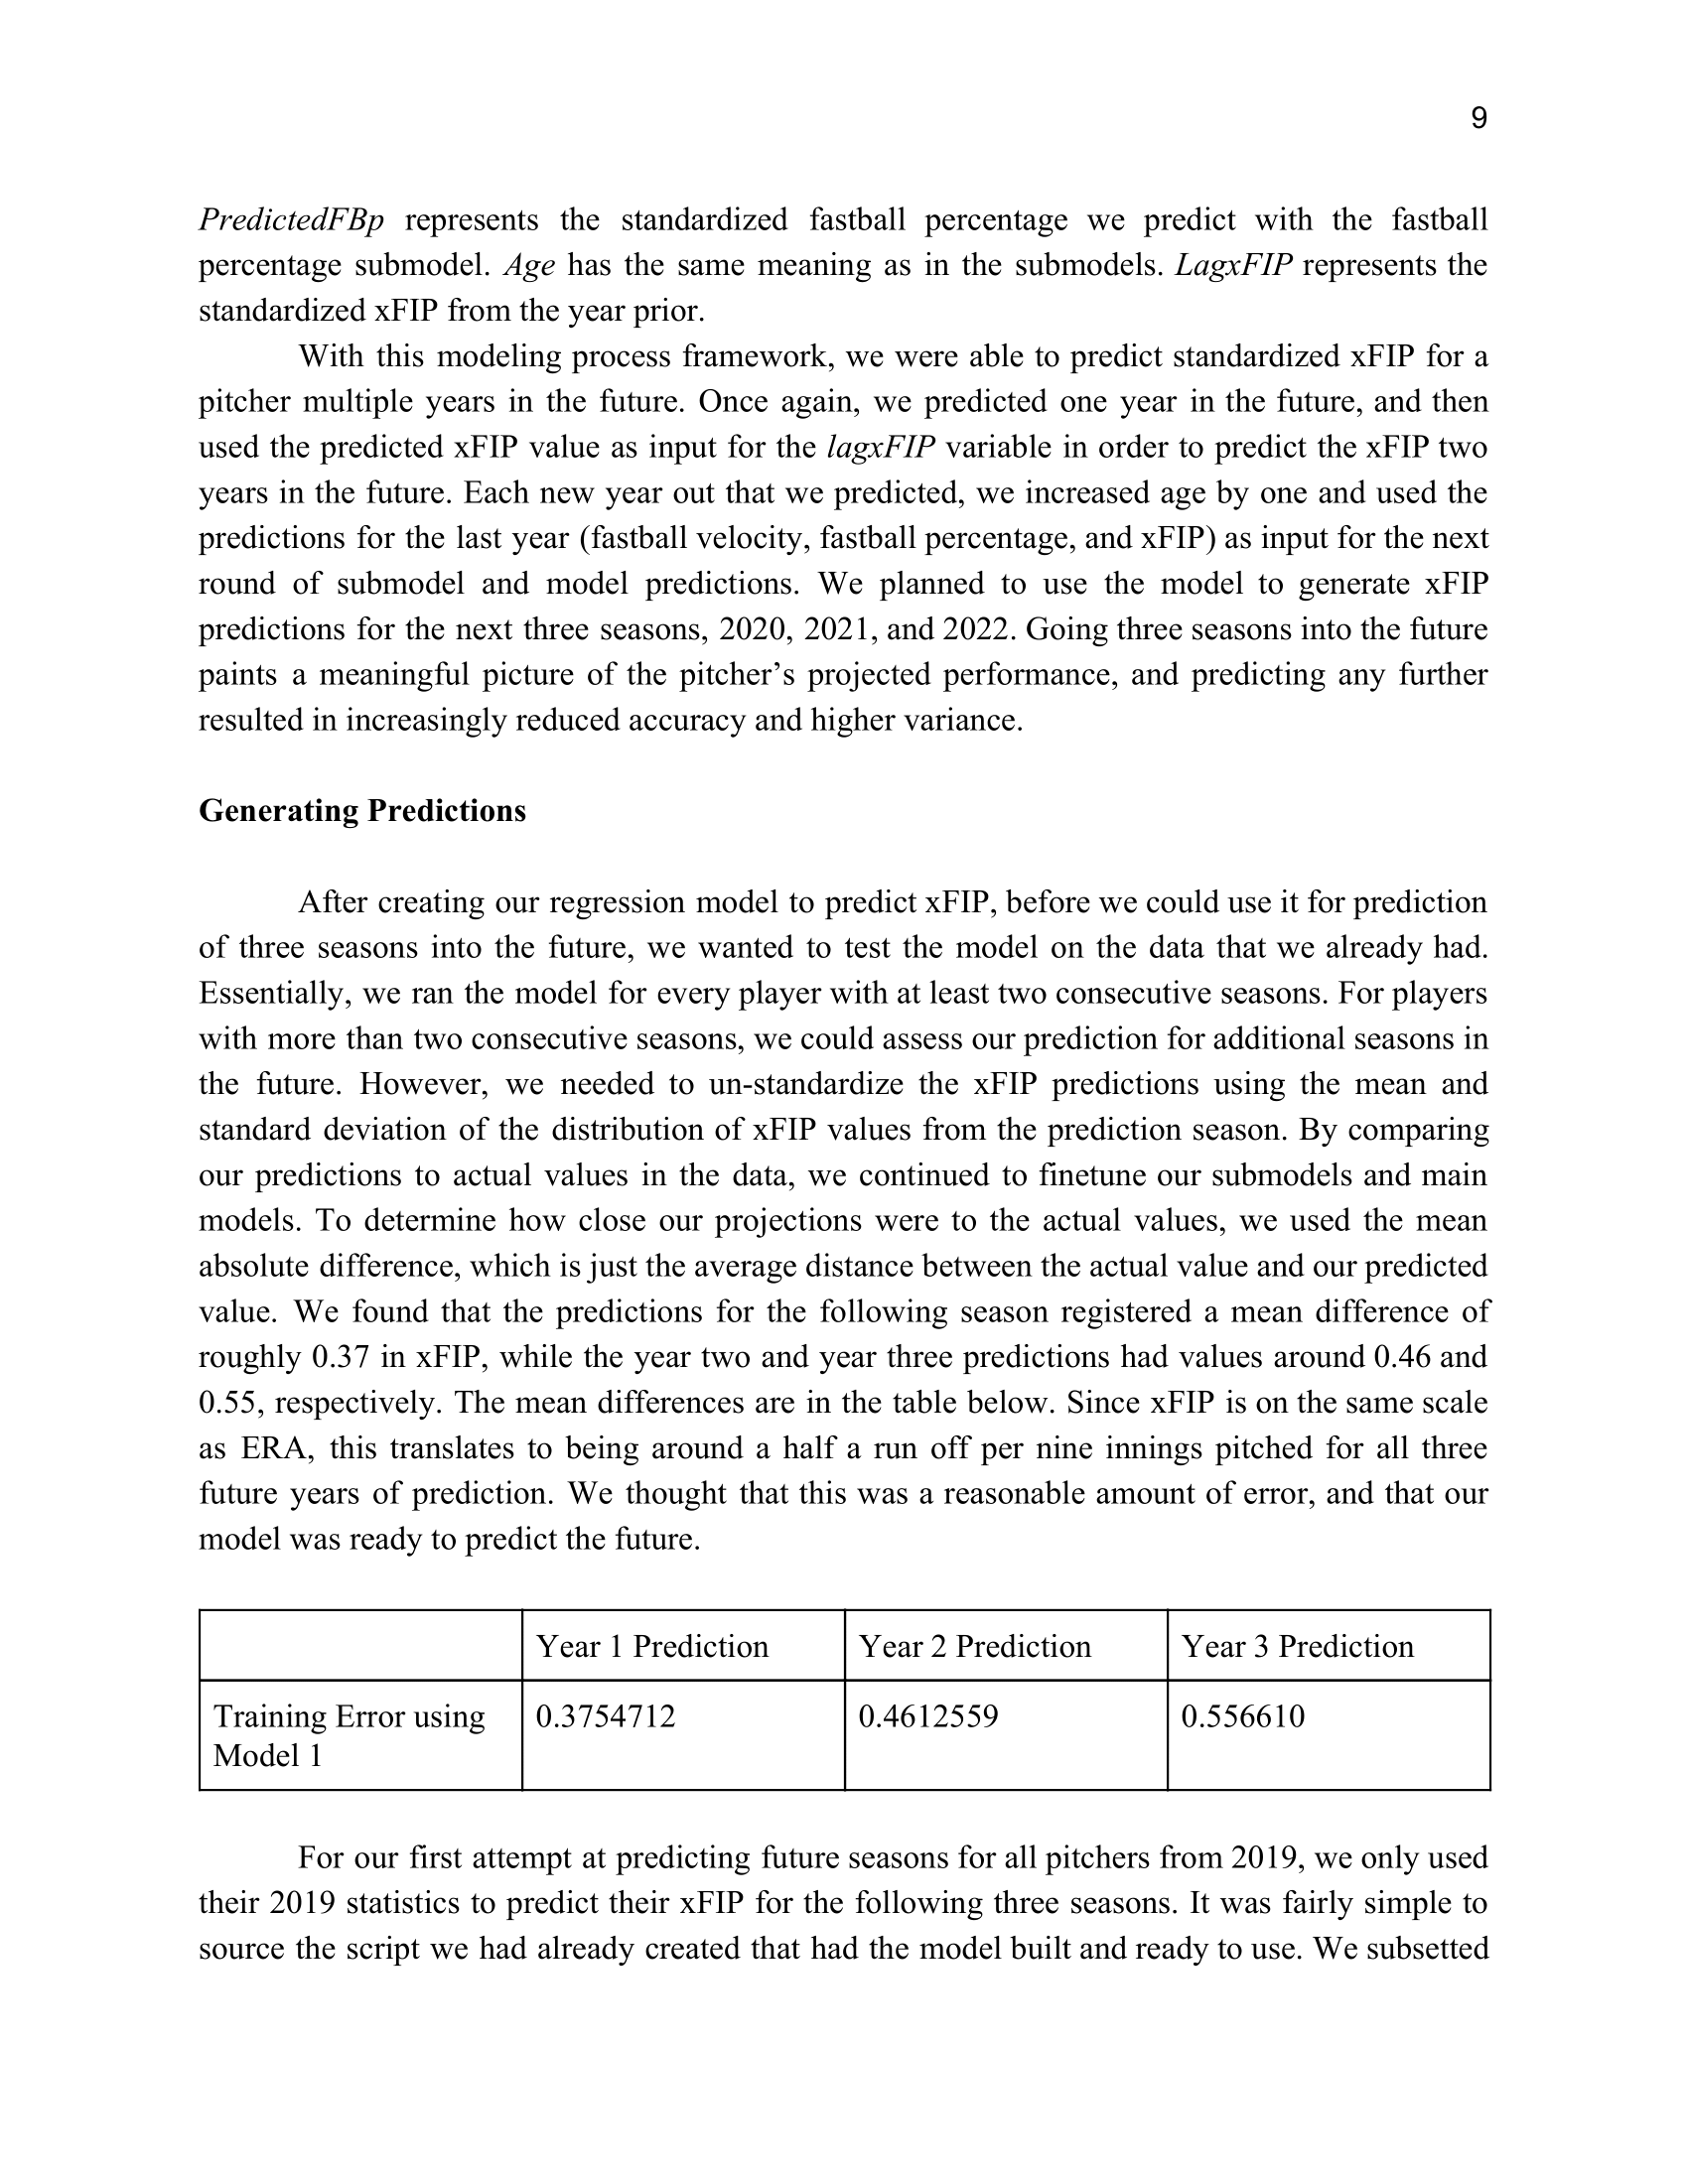 9
PredictedFBp represents the standardized fastball percentage we predict with the fastball
percentage submodel. Age has the same meaning as in the submodels. LagxFIP represents the
standardized xFIP from the year prior.
With this modeling process framework, we were able to predict standardized xFIP for a
pitcher multiple years in the future. Once again, we predicted one year in the future, and then
used the predicted xFIP value as input for the lagxFIP variable in order to predict the xFIP two
years in the future. Each new year out that we predicted, we increased age by one and used the
predictions for the last year (fastball velocity, fastball percentage, and xFIP) as input for the next
round of submodel and model predictions. We planned to use the model to generate xFIP
predictions for the next three seasons, 2020, 2021, and 2022. Going three seasons into the future
paints a meaningful picture of the pitcher’s projected performance, and predicting any further
resulted in increasingly reduced accuracy and higher variance.
Generating Predictions
After creating our regression model to predict xFIP, before we could use it for prediction
of three seasons into the future, we wanted to test the model on the data that we already had.
Essentially, we ran the model for every player with at least two consecutive seasons. For players
with more than two consecutive seasons, we could assess our prediction for additional seasons in
the future. However, we needed to un-standardize the xFIP predictions using the mean and
standard deviation of the distribution of xFIP values from the prediction season. By comparing
our predictions to actual values in the data, we continued to finetune our submodels and main
models. To determine how close our projections were to the actual values, we used the mean
absolute difference, which is just the average distance between the actual value and our predicted
value. We found that the predictions for the following season registered a mean difference of
roughly 0.37 in xFIP, while the year two and year three predictions had values around 0.46 and
0.55, respectively. The mean differences are in the table below. Since xFIP is on the same scale
as ERA, this translates to being around a half a run off per nine innings pitched for all three
future years of prediction. We thought that this was a reasonable amount of error, and that our
model was ready to predict the future.
Year 1 Prediction Year 2 Prediction Year 3 Prediction
Training Error using 0.3754712 0.4612559 0.556610
Model 1
For our first attempt at predicting future seasons for all pitchers from 2019, we only used
their 2019 statistics to predict their xFIP for the following three seasons. It was fairly simple to
source the script we had already created that had the model built and ready to use. We subsetted